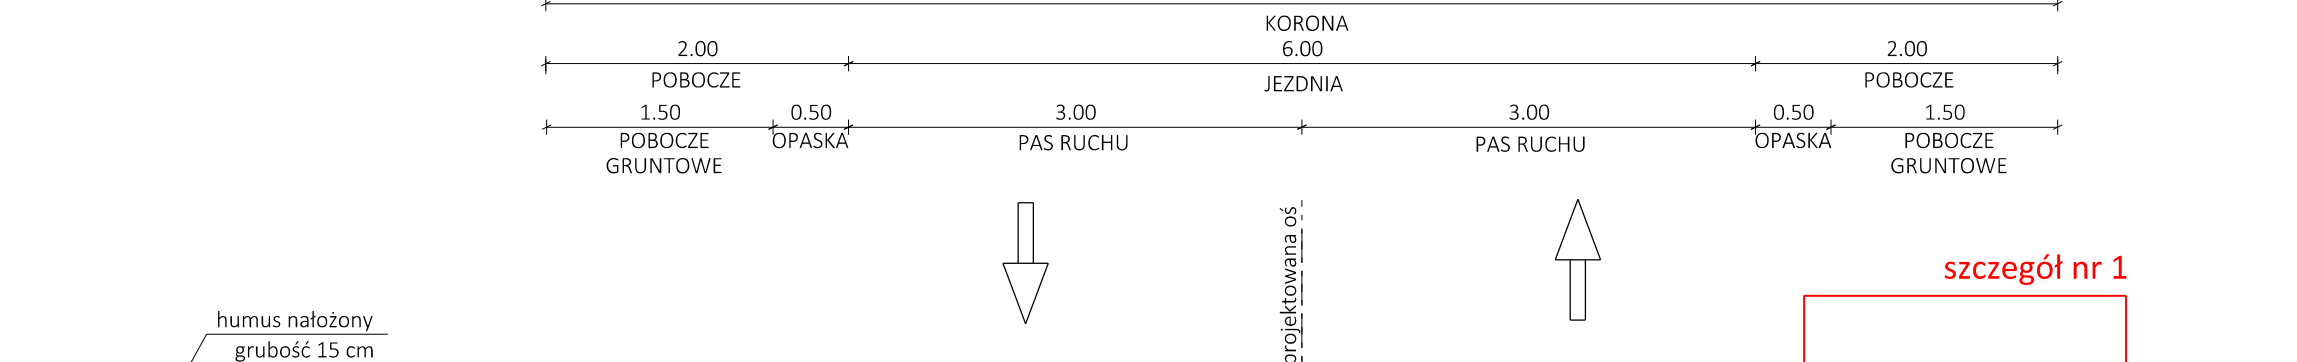 KORONA
2.00 6.00 2.00
POBOCZE JEZDNIA POBOCZE
1.50 0.50 3.00 3.00 0.50 1.50
POBOCZE OPASKA PAS RUCHU PAS RUCHU OPASKA POBOCZE
GRUNTOWE GRUNTOWE
projektowana oś
szczegół nr 1
humus nałożony
grubość 15 cm